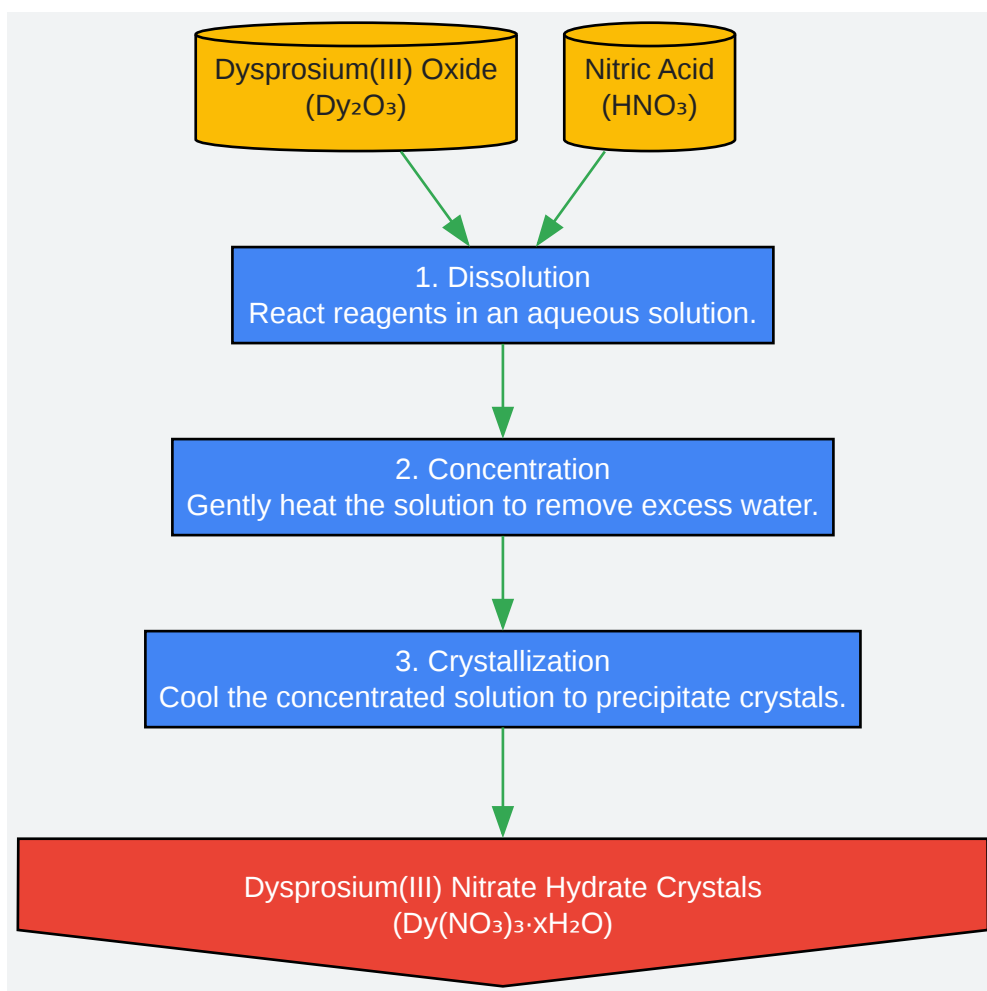 Dysprosium(III) Oxide
(Dy₂O₃)
Nitric Acid
(HNO₃)
1. Dissolution
React reagents in an aqueous solution.
2. Concentration
Gently heat the solution to remove excess water.
3. Crystallization
Cool the concentrated solution to precipitate crystals.
Dysprosium(III) Nitrate Hydrate Crystals
(Dy(NO₃)₃·xH₂O)